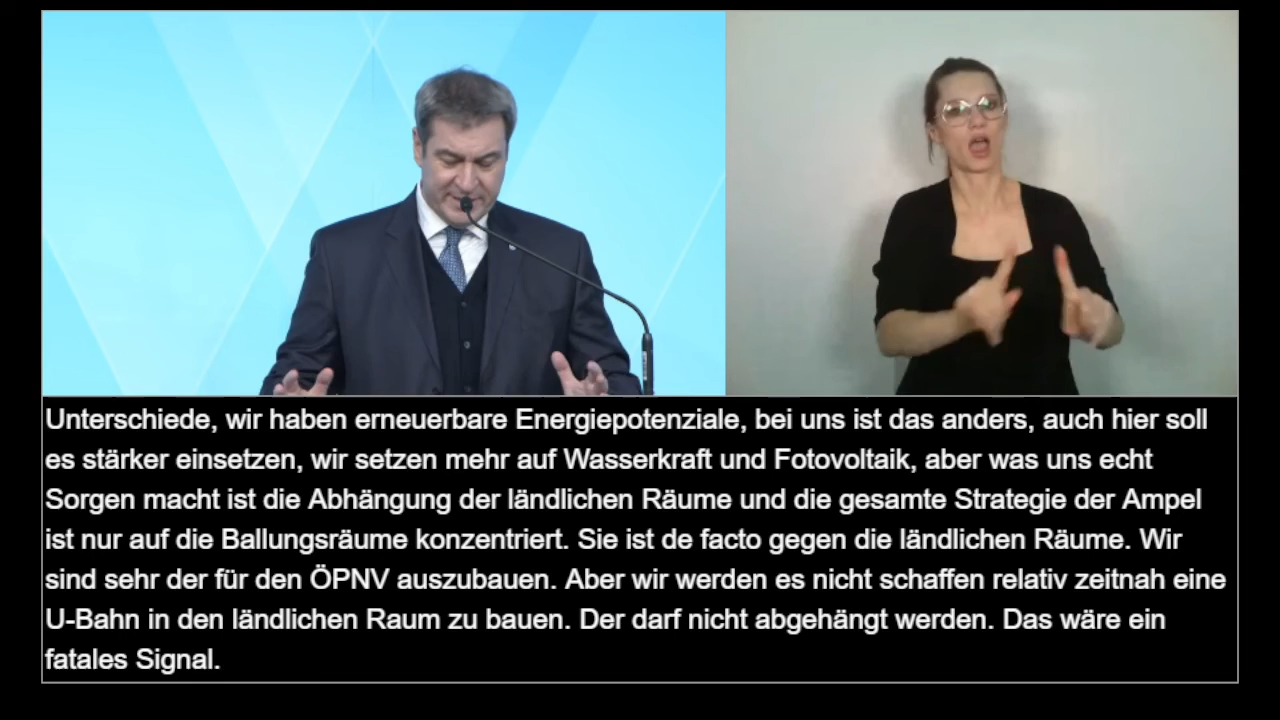 Unterschiede, wir haben erneuerbare Energiepotenziale, bei uns ist das anders, auch hier soll
es stärker einsetzen, wir setzen mehr auf Wasserkraft und Fotovoltaik, aber was uns echt
Sorgen macht ist die Abhängung der ländlichen Räume und die gesamte Strategie der Ampel
ist nur auf die Ballungsräume konzentriert. Sie ist de facto gegen die ländlichen Räume. Wir
sind sehr der für den ÖPNV auszubauen. Aber wir werden es nicht schaffen relativ zeitnah eine
U-Bahn in den ländlichen Raum zu bauen. Der darf nicht abgehängt werden. Das wäre ein
fatales Signal.